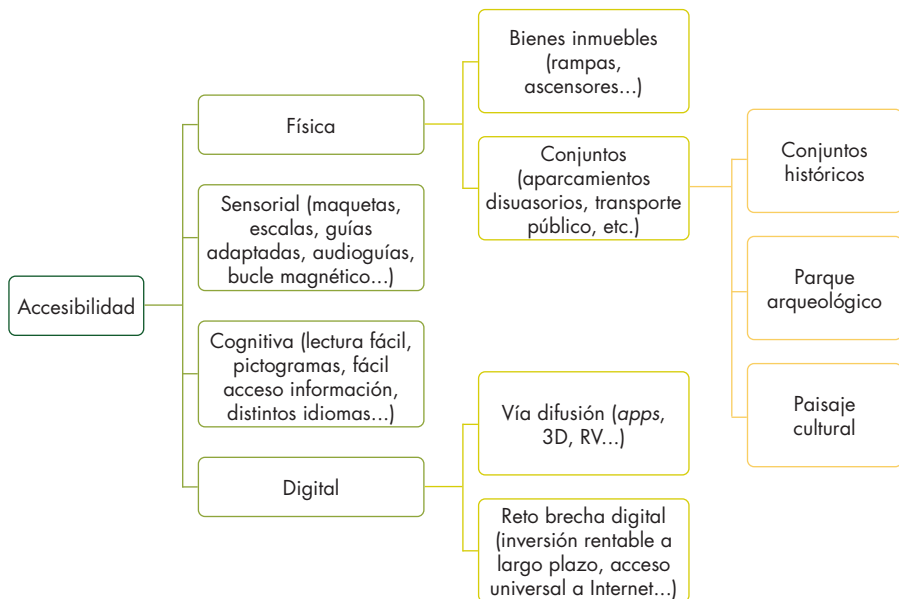 Accesibilidad
Física
Bienes inmuebles
(rampas,
ascensores...)
Conjuntos
(aparcamientos
disuasorios, transporte
público, etc.)
Conjuntos
históricos
Parque
arqueológico
Paisaje
cultural
Sensorial (maquetas,
escalas, guías
adaptadas, audioguías,
bucle magnético...)
Cognitiva (lectura fácil,
pictogramas, fácil
acceso información,
distintos idiomas...)
Digital
Vía difusión (apps,
3D, RV...)
Reto brecha digital
(inversión rentable a
largo plazo, acceso
universal a Internet...)